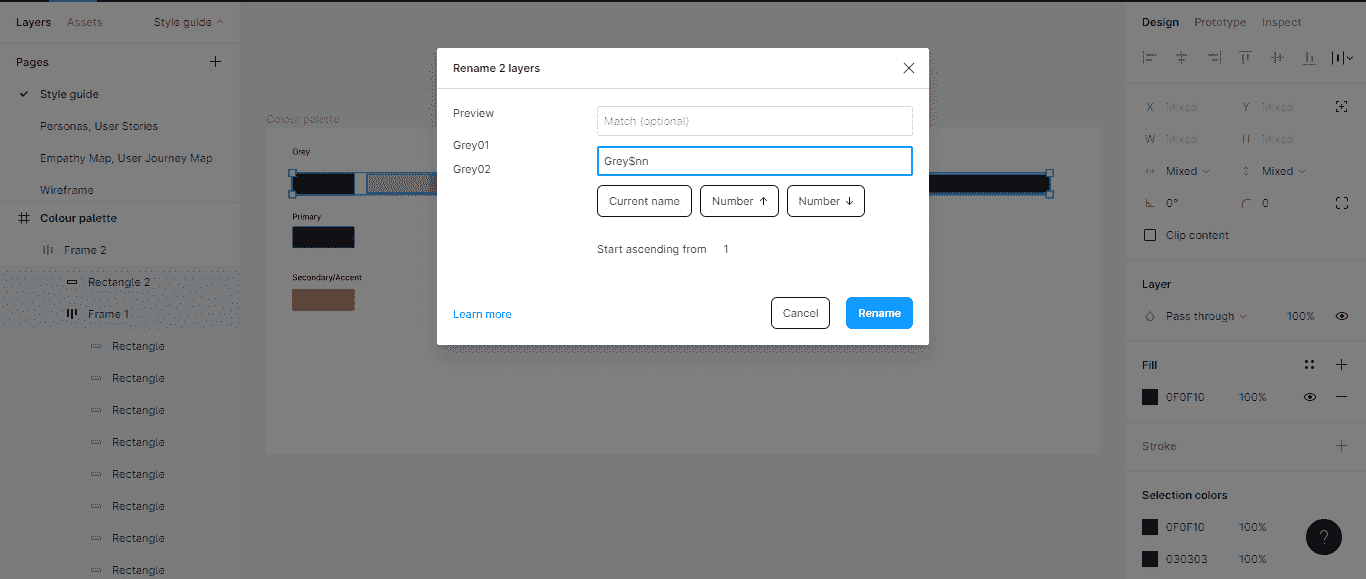 Layers Assets Style guide
Pages
Style guide
Personas, User Stories
Empathy Map, User Journey Map
Wireframe
Colour palette
Frame 2
Rectangle 2
Frame 1
Rectangle
Rectangle
Rectangle
Rectangle
Rectangle
Rectangle
Rectangle
Rectangle
Colour palette
Grey
Primary
Secondary/Accent
Rename 2 layers
Preview
Grey01
Grey02
Match (optional)
Grey$nn
Current name Number ↑ Number ↓
Start ascending from 1
Learn more Cancel Rename
Design Prototype Inspect
X Mixed Y Mixed
W Mixed H Mixed
Mixed Mixed
0° 0
Clip content
Layer
Pass through 100%
Fill
0F0F10 100%
Stroke
Selection colors
0F0F10 100%
030303 100%
?